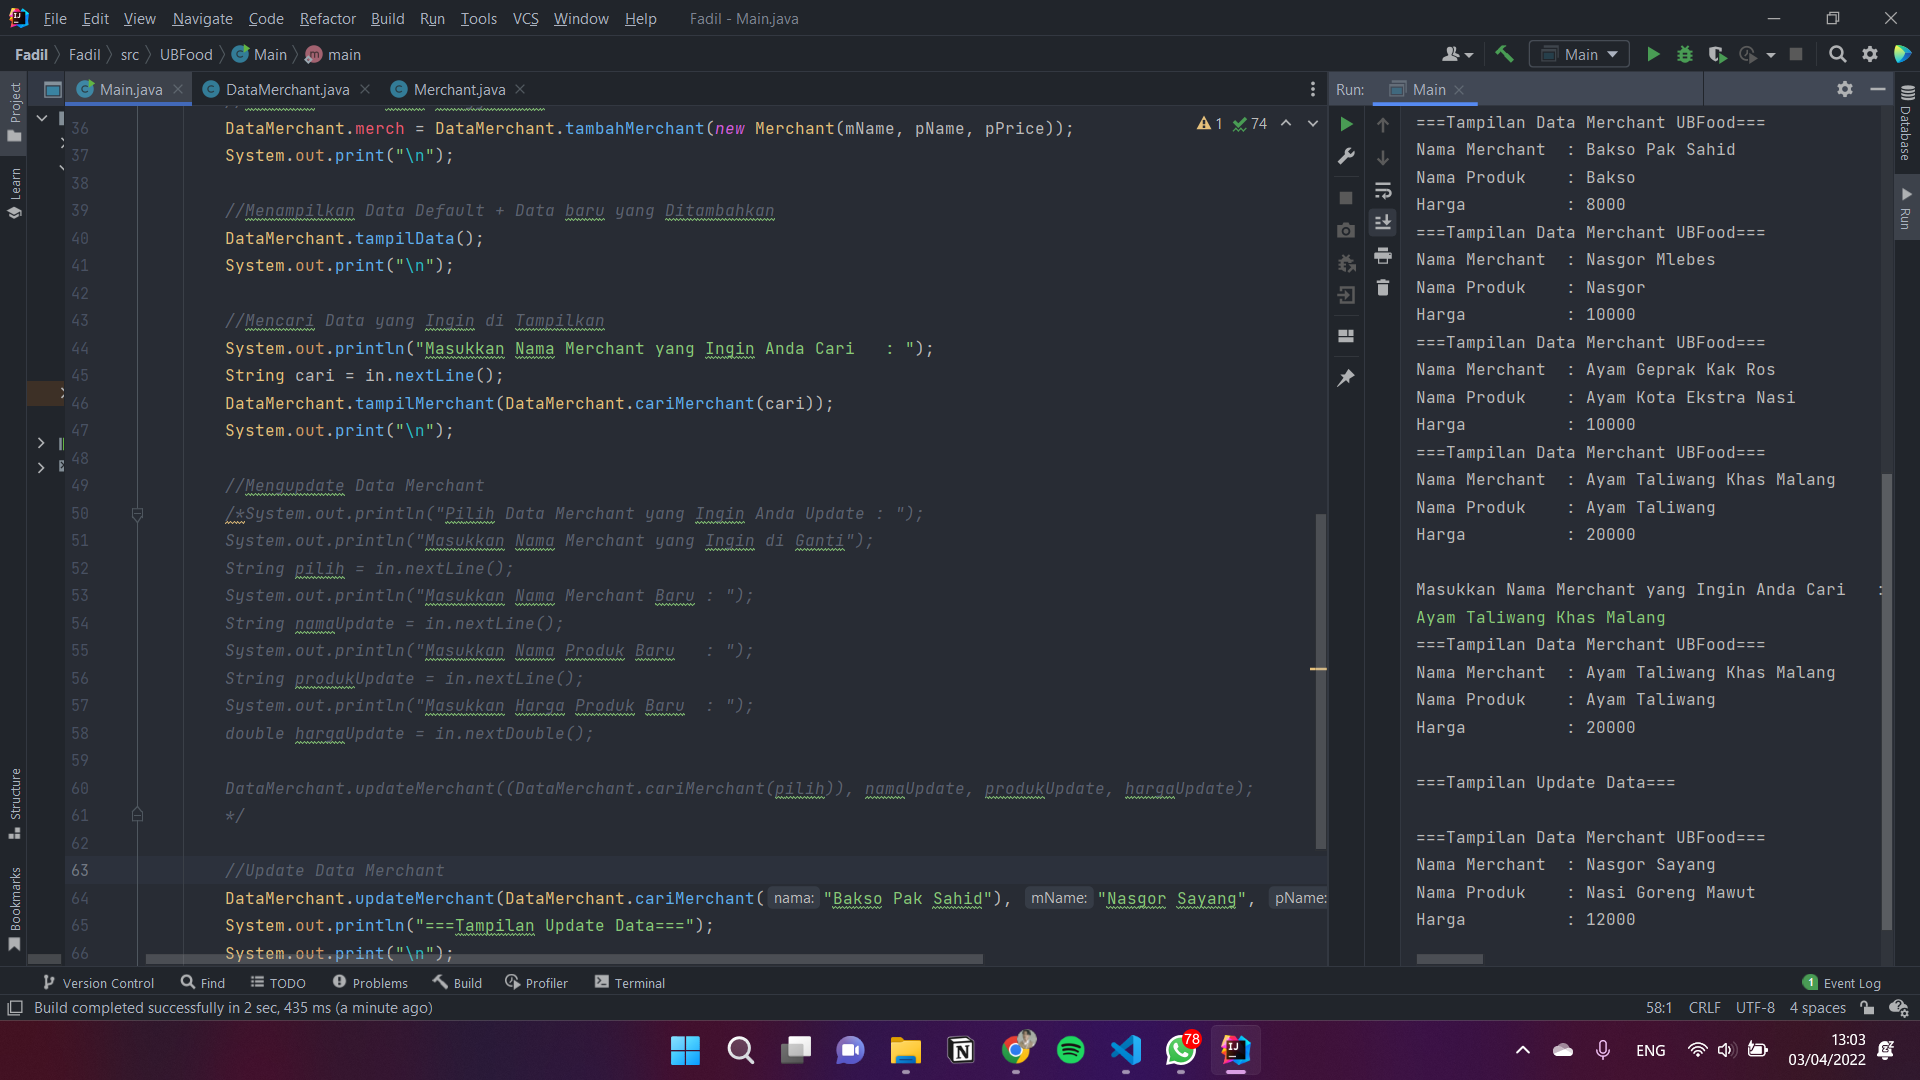 File Edit View Navigate Code Refactor Build Run Tools VCS Window Help Fadil - Main.java
Fadil Fadil src UBFood Main main
Main
Project
Learn
Structure
Bookmarks
Main.java DataMerchant.java Merchant.java
1 74
36 DataMerchant.merch = DataMerchant.tambahMerchant(new Merchant(mName, pName, pPrice));
37 System.out.print("\n");
38
39 //Menampilkan Data Default + Data baru yang Ditambahkan
40 DataMerchant.tampilData();
41 System.out.print("\n");
42
43 //Mencari Data yang Ingin di Tampilkan
44 System.out.println("Masukkan Nama Merchant yang Ingin Anda Cari   : ");
45 String cari = in.nextLine();
46 DataMerchant.tampilMerchant(DataMerchant.cariMerchant(cari));
47 System.out.print("\n");
48
49 //Mengupdate Data Merchant
50 /*System.out.println("Pilih Data Merchant yang Ingin Anda Update : ");
51 System.out.println("Masukkan Nama Merchant yang Ingin di Ganti");
52 String pilih = in.nextLine();
53 System.out.println("Masukkan Nama Merchant Baru : ");
54 String namaUpdate = in.nextLine();
55 System.out.println("Masukkan Nama Produk Baru   : ");
56 String produkUpdate = in.nextLine();
57 System.out.println("Masukkan Harga Produk Baru  : ");
58 double hargaUpdate = in.nextDouble();
59
60 DataMerchant.updateMerchant((DataMerchant.cariMerchant(pilih)), namaUpdate, produkUpdate, hargaUpdate);
61 */
62
63 //Update Data Merchant
64 DataMerchant.updateMerchant(DataMerchant.cariMerchant( nama: "Bakso Pak Sahid"), mName: "Nasgor Sayang", pName:
65 System.out.println("===Tampilan Update Data===");
66 System.out.print("\n");
Run: Main
===Tampilan Data Merchant UBFood===
Nama Merchant  : Bakso Pak Sahid
Nama Produk    : Bakso
Harga          : 8000
===Tampilan Data Merchant UBFood===
Nama Merchant  : Nasgor Mlebes
Nama Produk    : Nasgor
Harga          : 10000
===Tampilan Data Merchant UBFood===
Nama Merchant  : Ayam Geprak Kak Ros
Nama Produk    : Ayam Kota Ekstra Nasi
Harga          : 10000
===Tampilan Data Merchant UBFood===
Nama Merchant  : Ayam Taliwang Khas Malang
Nama Produk    : Ayam Taliwang
Harga          : 20000
Masukkan Nama Merchant yang Ingin Anda Cari   :
Ayam Taliwang Khas Malang
===Tampilan Data Merchant UBFood===
Nama Merchant  : Ayam Taliwang Khas Malang
Nama Produk    : Ayam Taliwang
Harga          : 20000
===Tampilan Update Data===
===Tampilan Data Merchant UBFood===
Nama Merchant  : Nasgor Sayang
Nama Produk    : Nasi Goreng Mawut
Harga          : 12000
Database
Run
Version Control Find TODO Problems Build Profiler Terminal 1 Event Log
Build completed successfully in 2 sec, 435 ms (a minute ago) 58:1 CRLF UTF-8 4 spaces
78
ENG
13:03
03/04/2022